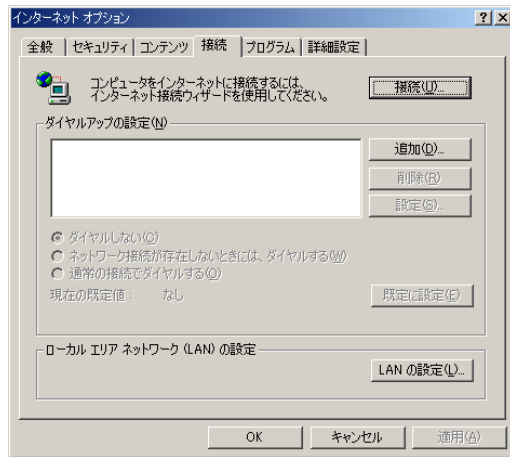 インターネット オプション
全般 セキュリティ コンテンツ 接続 プログラム 詳細設定
コンピュータをインターネットに接続するには、
インターネット接続ウィザードを使用してください。
接続(U)...
ダイヤルアップの設定(N)
追加(D)...
削除(R)
設定(S)...
ダイヤルしない(C)
ネットワーク接続が存在しないときには、ダイヤルする(W)
通常の接続でダイヤルする(O)
現在の既定値： なし
既定に設定(E)
ローカル エリア ネットワーク (LAN) の設定
LAN の設定(L)...
OK キャンセル 適用(A)